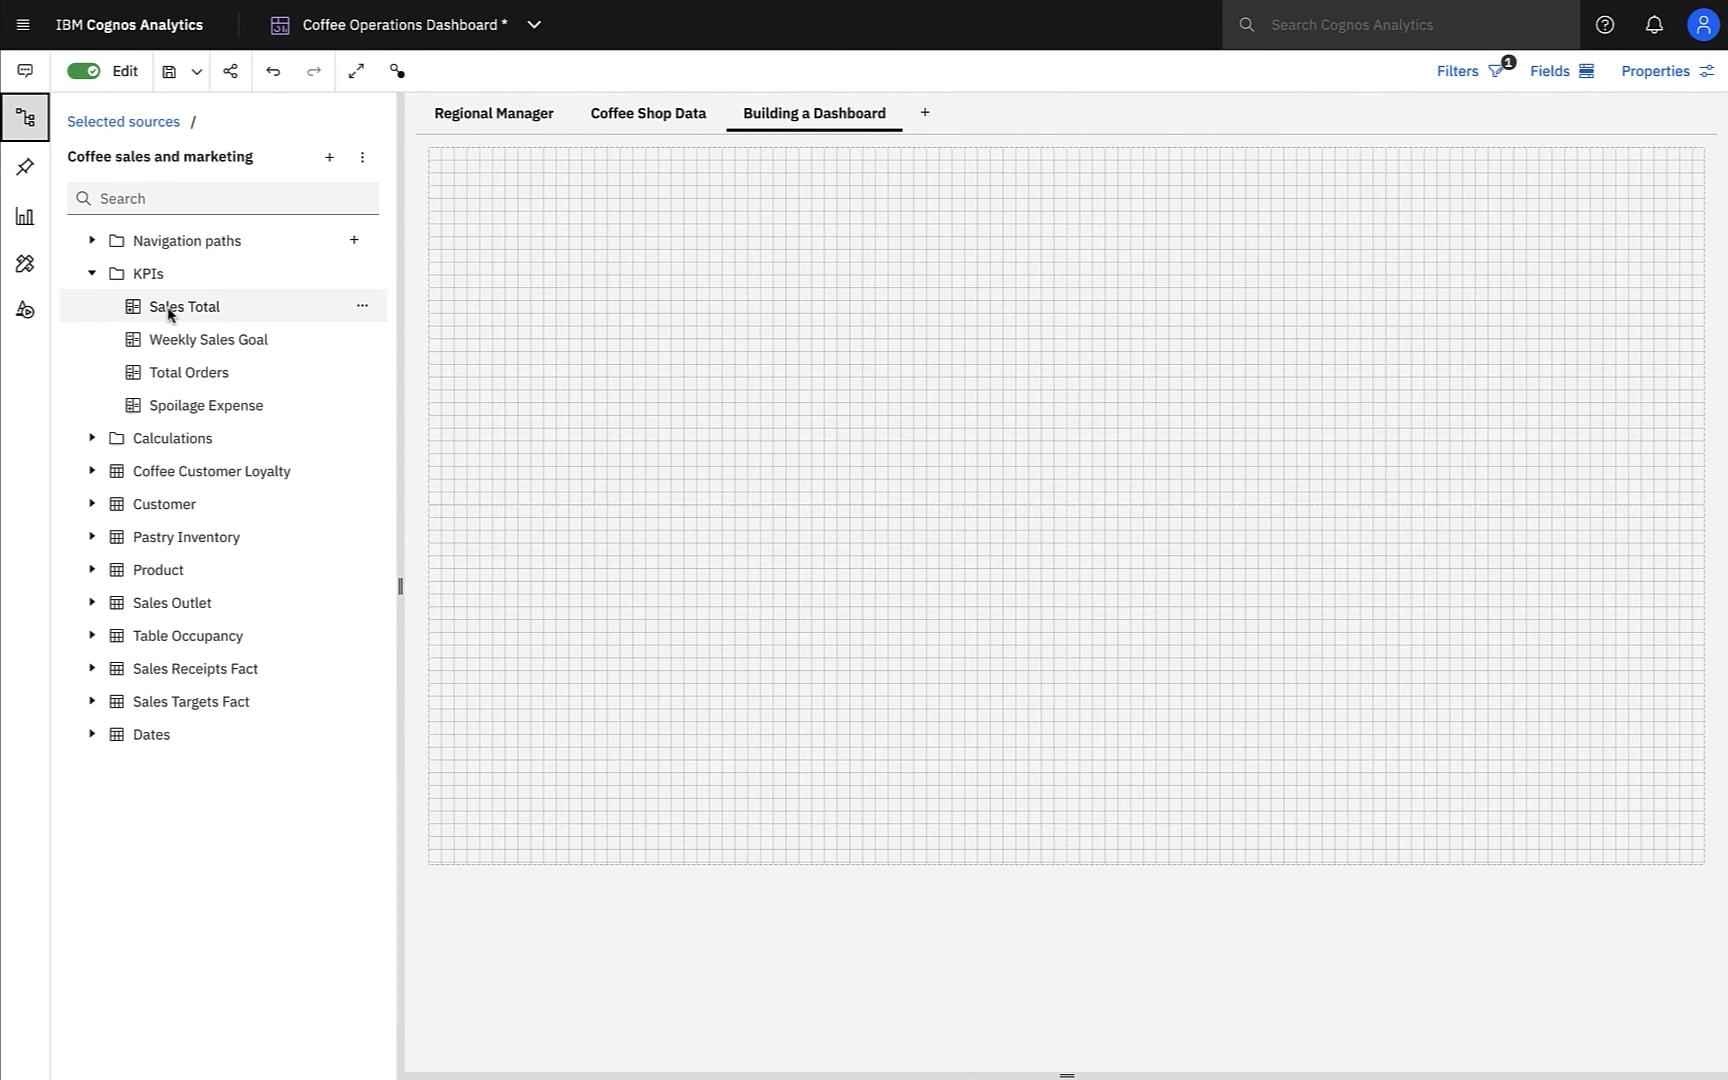 IBM Cognos Analytics
Coffee Operations Dashboard *
Search Cognos Analytics
Edit
Filters 1
Fields
Properties
Selected sources /
Coffee sales and marketing
Search
Navigation paths
KPIs
Sales Total
Weekly Sales Goal
Total Orders
Spoilage Expense
Calculations
Coffee Customer Loyalty
Customer
Pastry Inventory
Product
Sales Outlet
Table Occupancy
Sales Receipts Fact
Sales Targets Fact
Dates
Regional Manager
Coffee Shop Data
Building a Dashboard